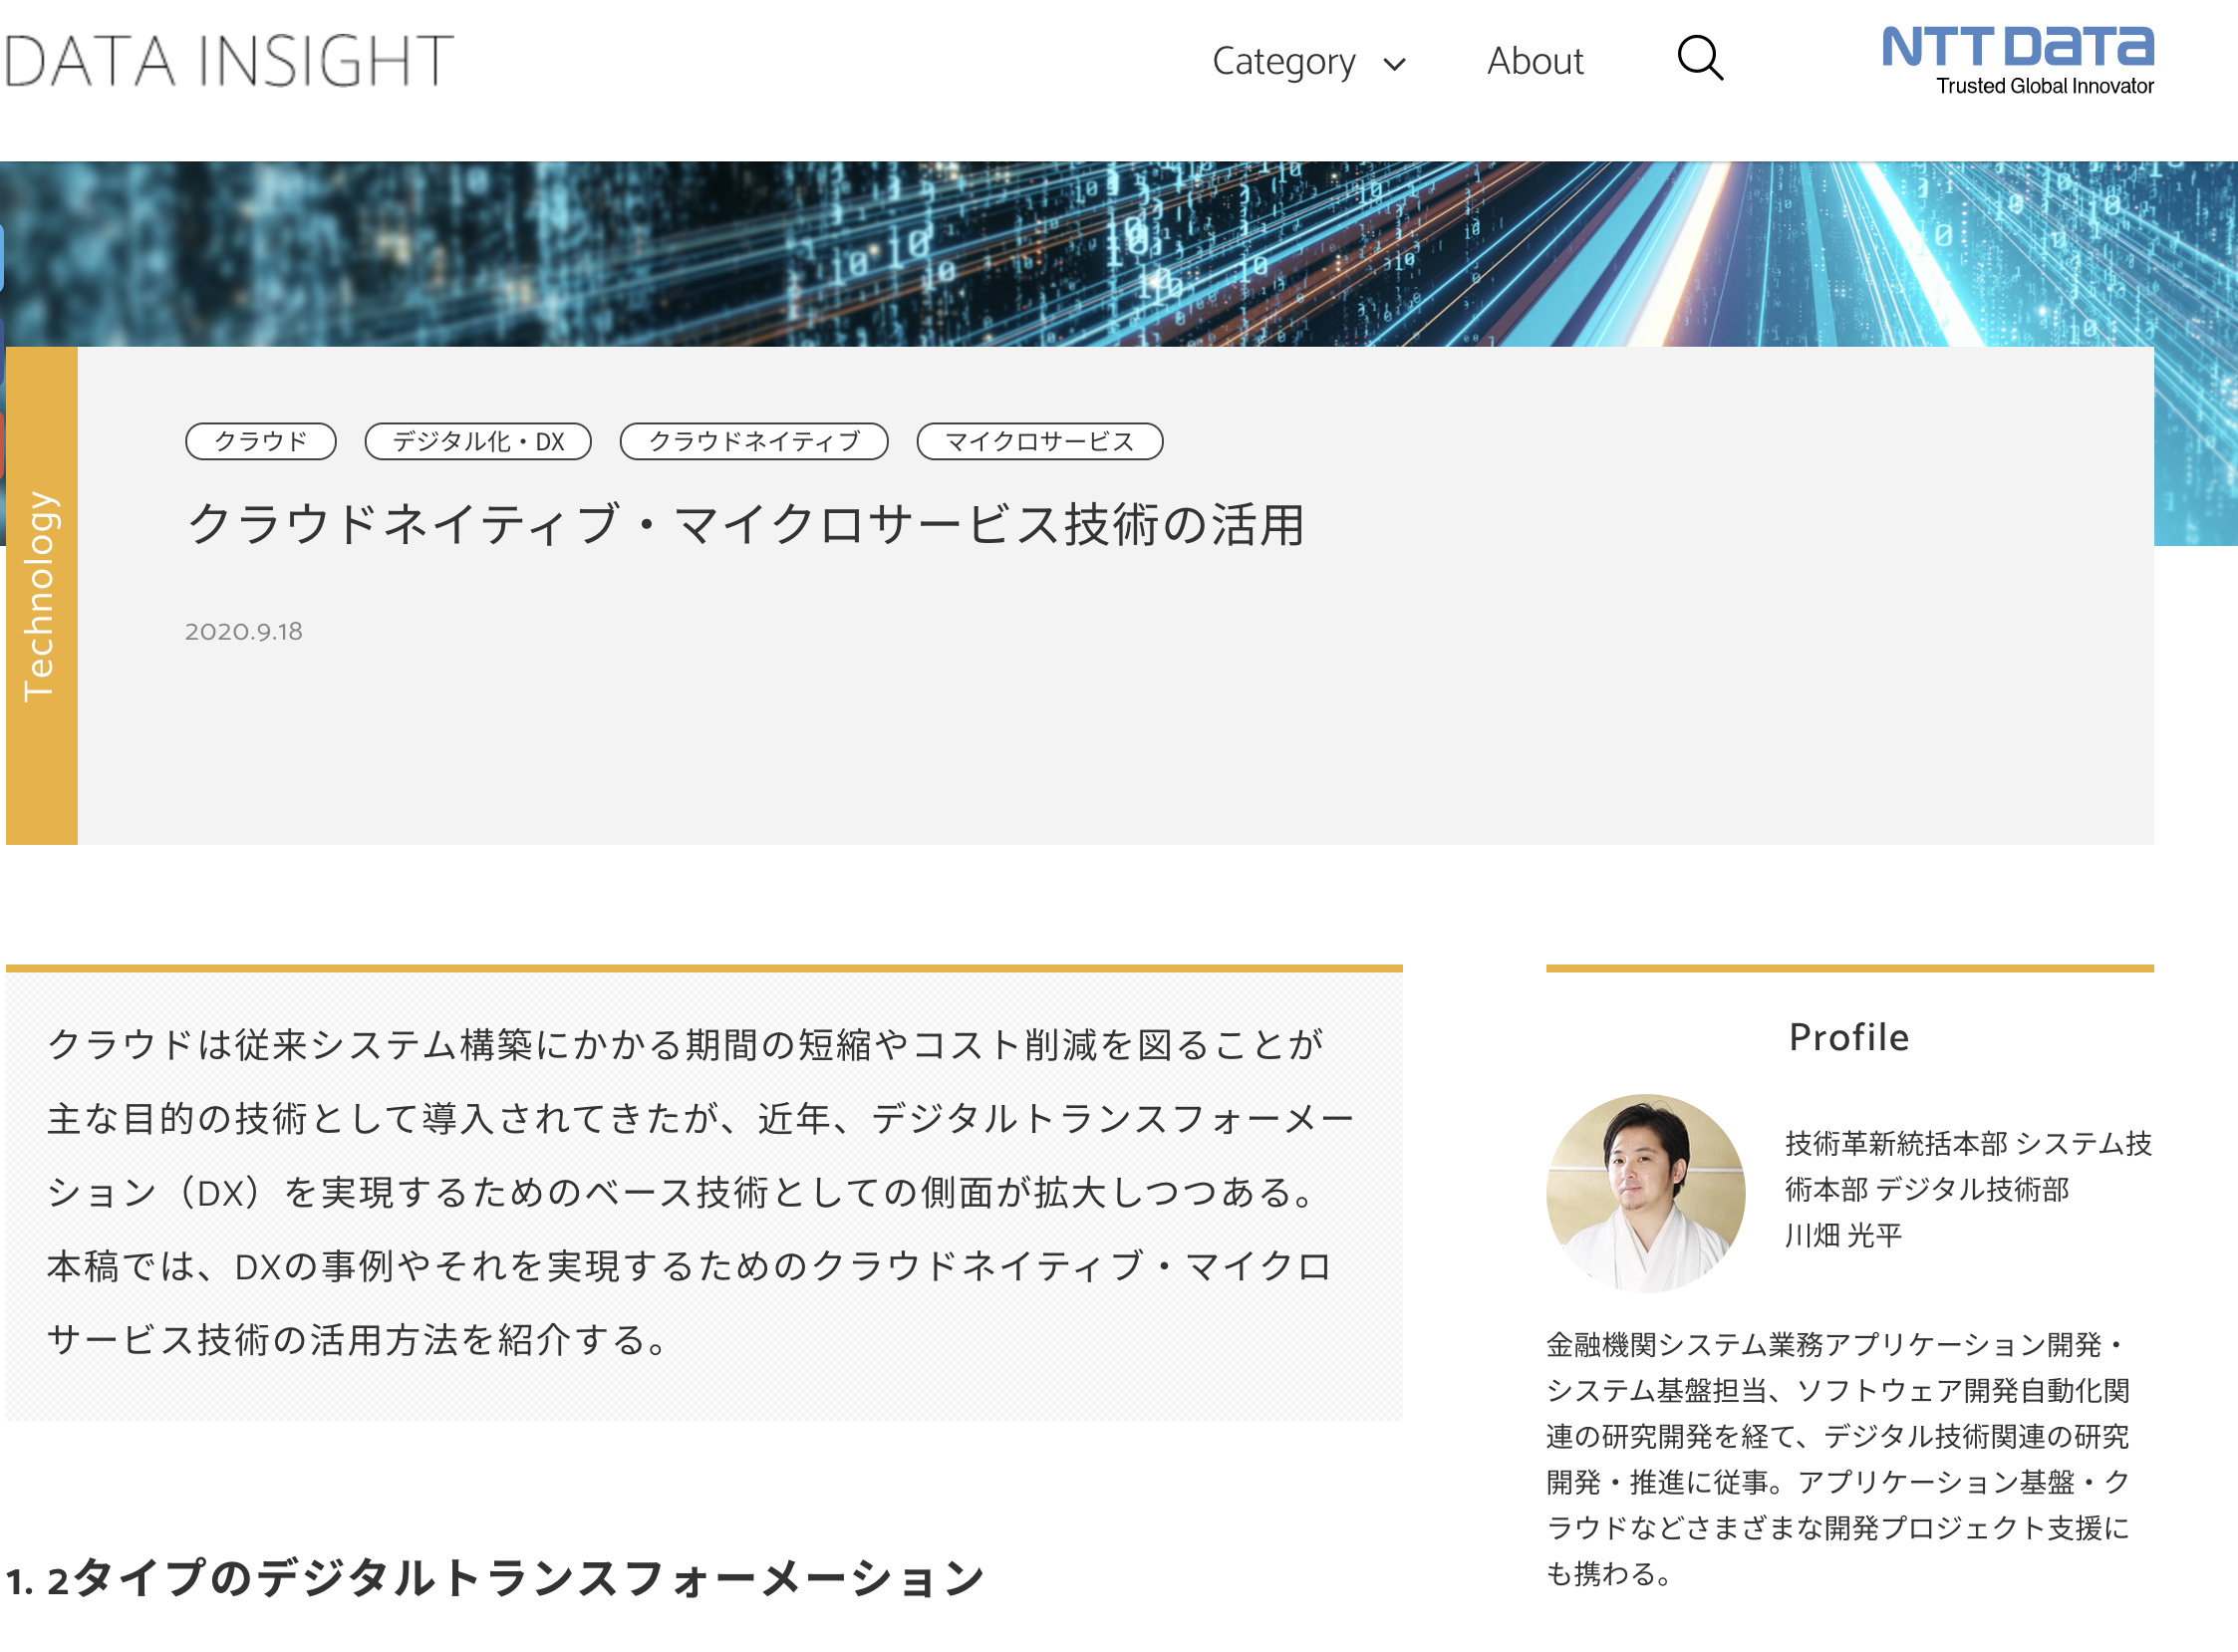 DATA INSIGHT
Category
About
NTT DATA
Trusted Global Innovator
Technology
クラウド
デジタル化・DX
クラウドネイティブ
マイクロサービス
クラウドネイティブ・マイクロサービス技術の活用
2020.9.18
クラウドは従来システム構築にかかる期間の短縮やコスト削減を図ることが
主な目的の技術として導入されてきたが、近年、デジタルトランスフォーメー
ション（DX）を実現するためのベース技術としての側面が拡大しつつある。
本稿では、DXの事例やそれを実現するためのクラウドネイティブ・マイクロ
サービス技術の活用方法を紹介する。
1. 2タイプのデジタルトランスフォーメーション
Profile
技術革新統括本部 システム技
術本部 デジタル技術部
川畑 光平
金融機関システム業務アプリケーション開発・
システム基盤担当、ソフトウェア開発自動化関
連の研究開発を経て、デジタル技術関連の研究
開発・推進に従事。アプリケーション基盤・ク
ラウドなどさまざまな開発プロジェクト支援に
も携わる。